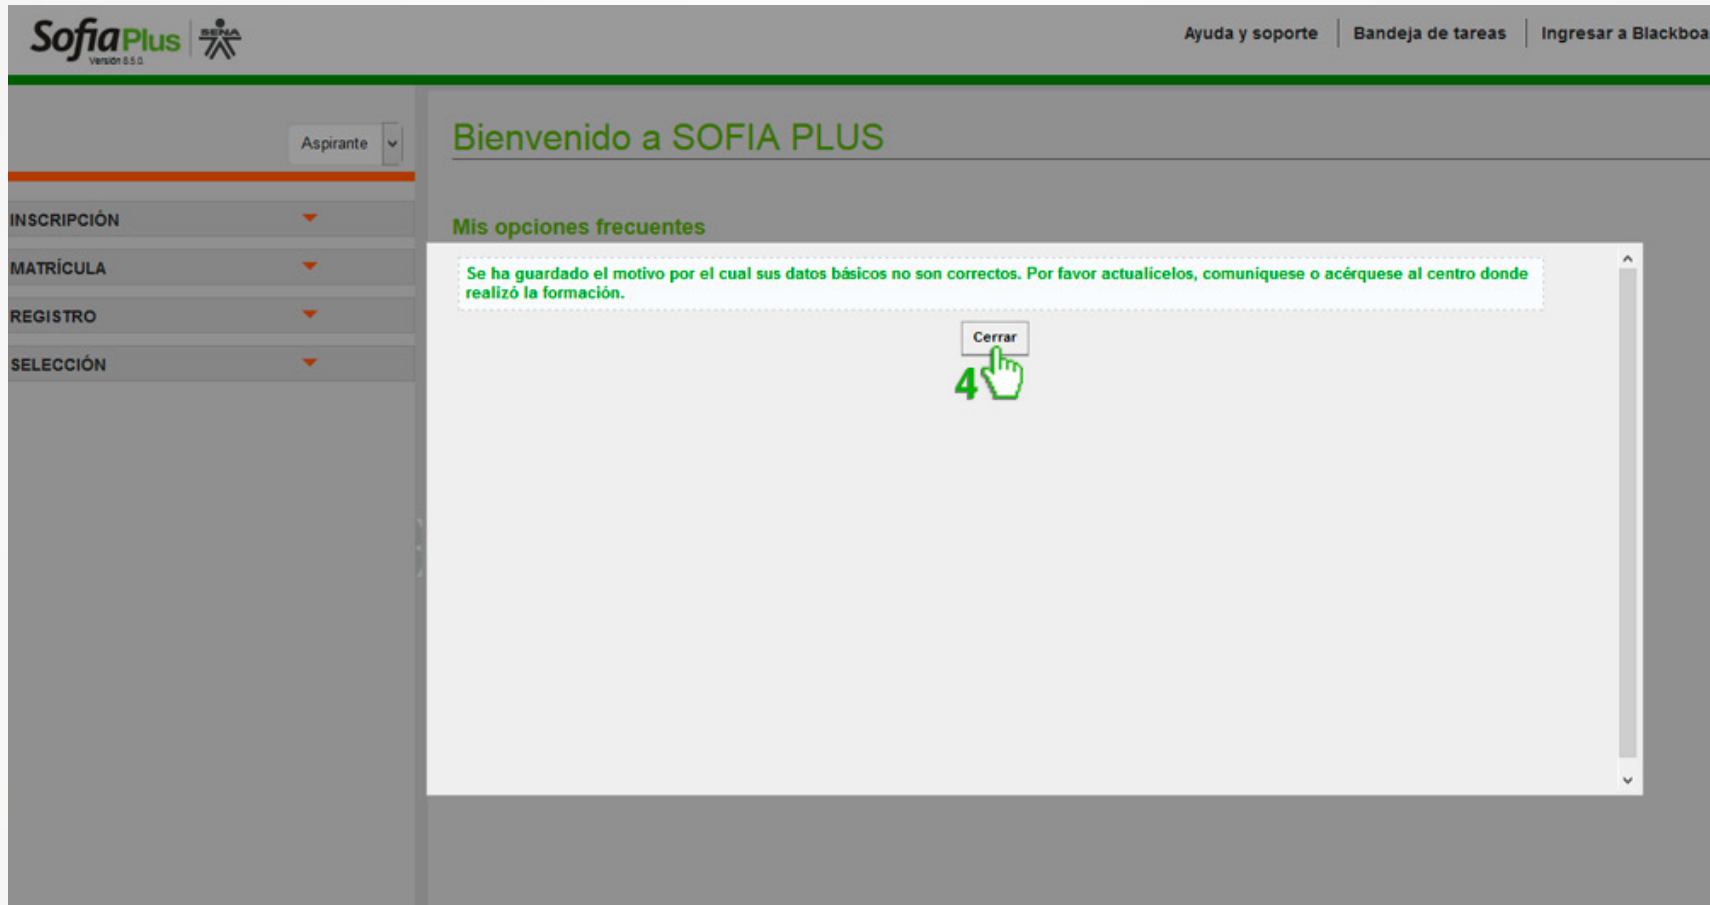 SofiaPlus SENA
Versión 8.5.0.
Ayuda y soporte Bandeja de tareas Ingresar a Blackboa
Aspirante
Bienvenido a SOFIA PLUS
INSCRIPCIÓN
MATRÍCULA
REGISTRO
SELECCIÓN
Mis opciones frecuentes
Se ha guardado el motivo por el cual sus datos básicos no son correctos. Por favor actualícelos, comuníquese o acérquese al centro donde
realizó la formación.
Cerrar
4